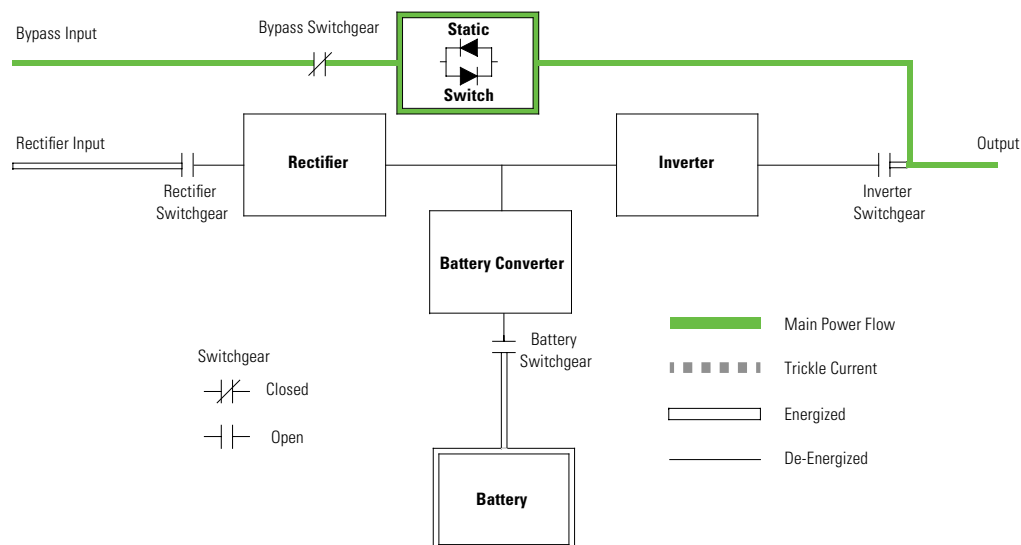 Bypass Input
Bypass Switchgear
Static
Switch
Rectifier Input
Rectifier
Switchgear
Rectifier
Inverter
Inverter
Switchgear
Output
Battery Converter
Battery
Switchgear
Battery
Switchgear
Closed
Open
Main Power Flow
Trickle Current
Energized
De-Energized